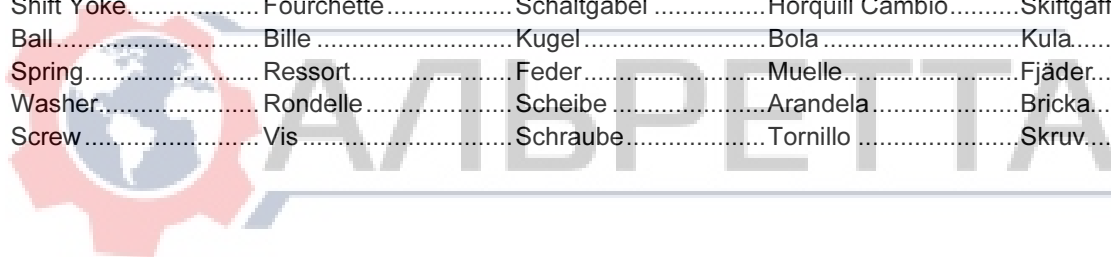 Shift Yoke..................Fourchette..................Schaltgabel ................Horquill Cambio..........Skiftgaff
Ball.............................Bille ............................Kugel..........................Bola ............................Kula......
Spring.........................Ressort.......................Feder..........................Muelle.........................Fjäder...
Washer.......................Rondelle.....................Scheibe ......................Arandela.....................Bricka...
Screw .........................Vis ..............................Schraube....................Tornillo .......................Skruv....
АЛЬРЕТТА